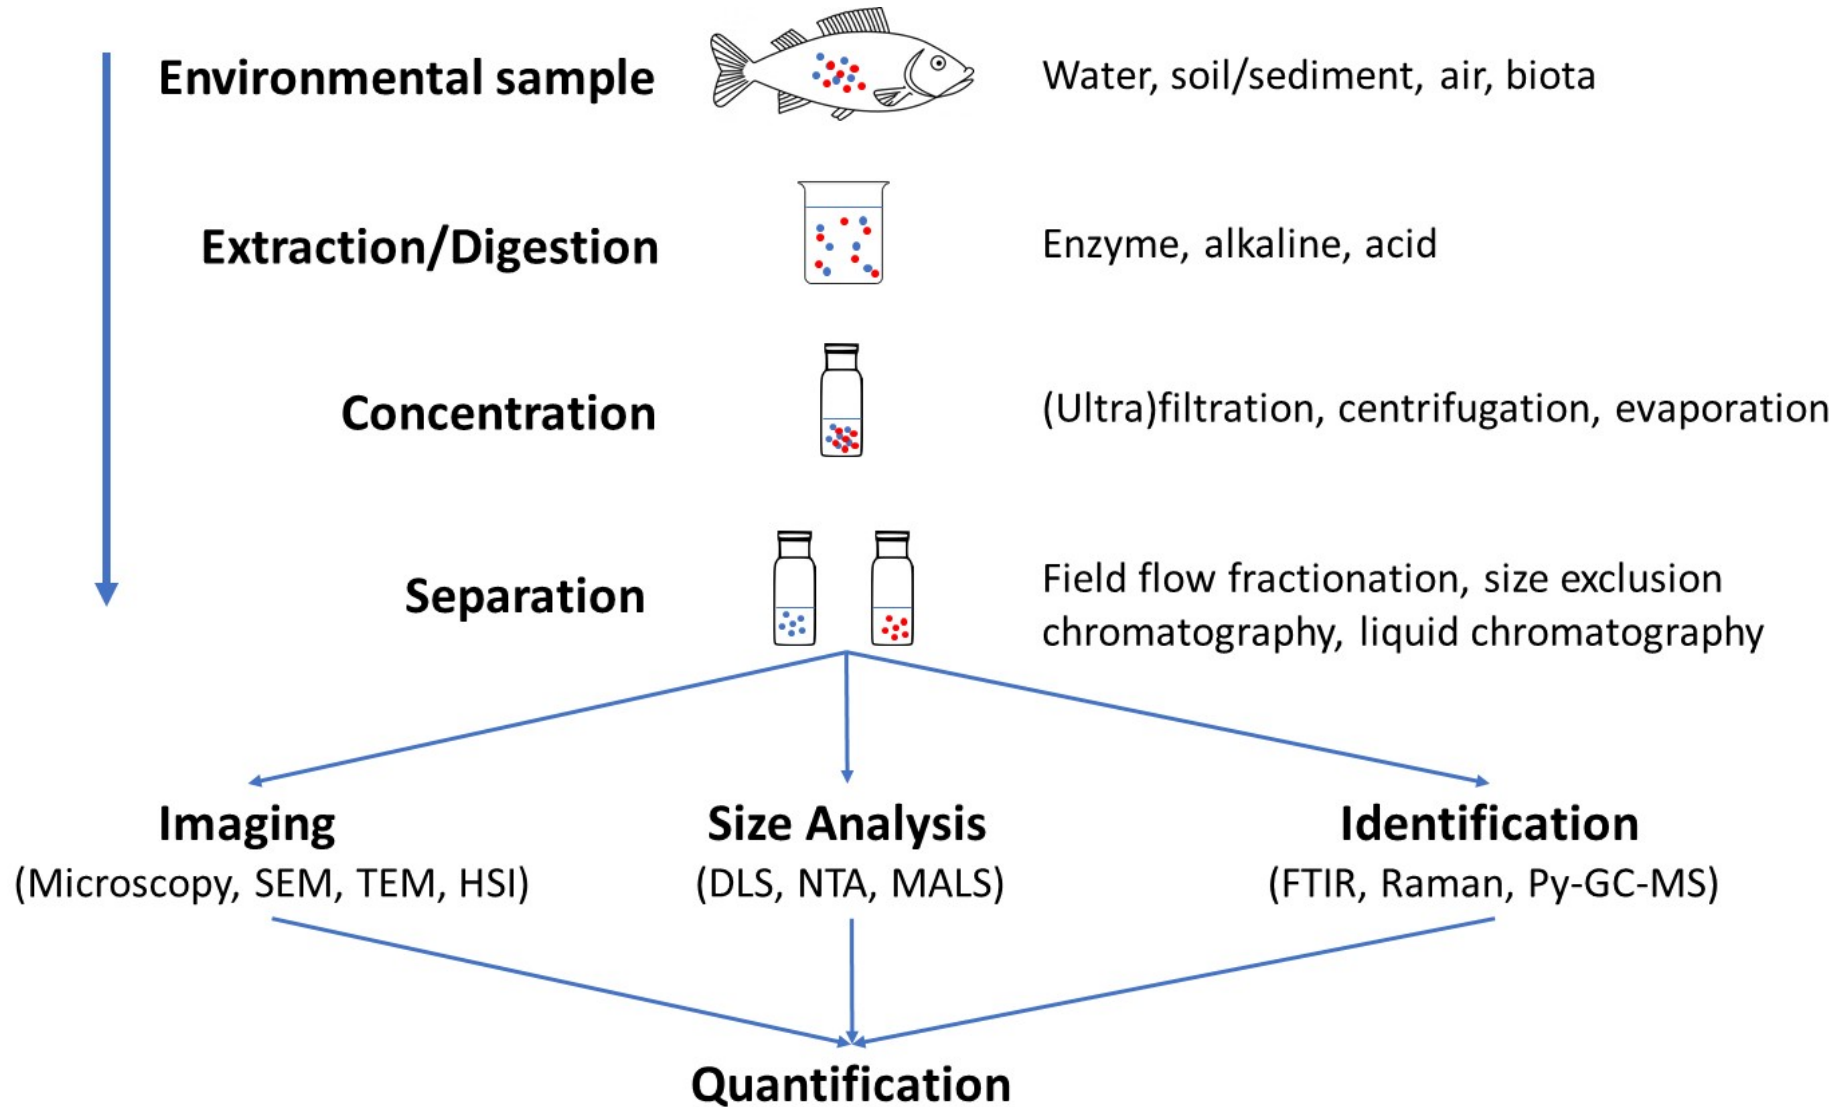 Environmental sample
Water, soil/sediment, air, biota
Extraction/Digestion
Enzyme, alkaline, acid
Concentration
(Ultra)filtration, centrifugation, evaporation
Separation
Field flow fractionation, size exclusion
chromatography, liquid chromatography
Imaging
(Microscopy, SEM, TEM, HSI)
Size Analysis
(DLS, NTA, MALS)
Identification
(FTIR, Raman, Py-GC-MS)
Quantification